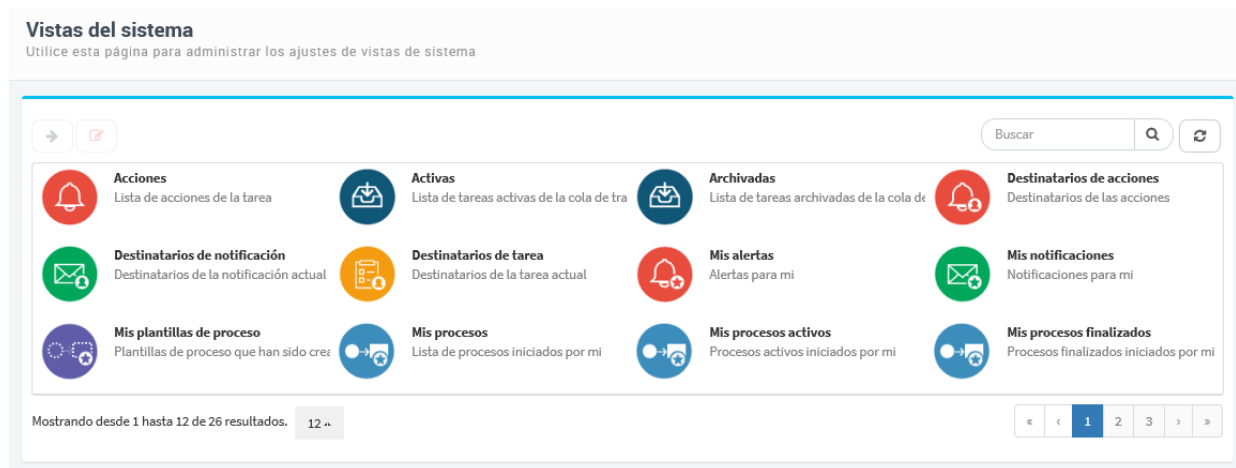 Vistas del sistema
Utilice esta página para administrar los ajustes de vistas de sistema
Buscar
Acciones
Lista de acciones de la tarea
Activas
Lista de tareas activas de la cola de tra
Archivadas
Lista de tareas archivadas de la cola de
Destinatarios de acciones
Destinatarios de las acciones
Destinatarios de notificación
Destinatarios de la notificación actual
Destinatarios de tarea
Destinatarios de la tarea actual
Mis alertas
Alertas para mi
Mis notificaciones
Notificaciones para mi
Mis plantillas de proceso
Plantillas de proceso que han sido crea
Mis procesos
Lista de procesos iniciados por mi
Mis procesos activos
Procesos activos iniciados por mi
Mis procesos finalizados
Procesos finalizados iniciados por mi
Mostrando desde 1 hasta 12 de 26 resultados. 12
« ‹ 1 2 3 › »